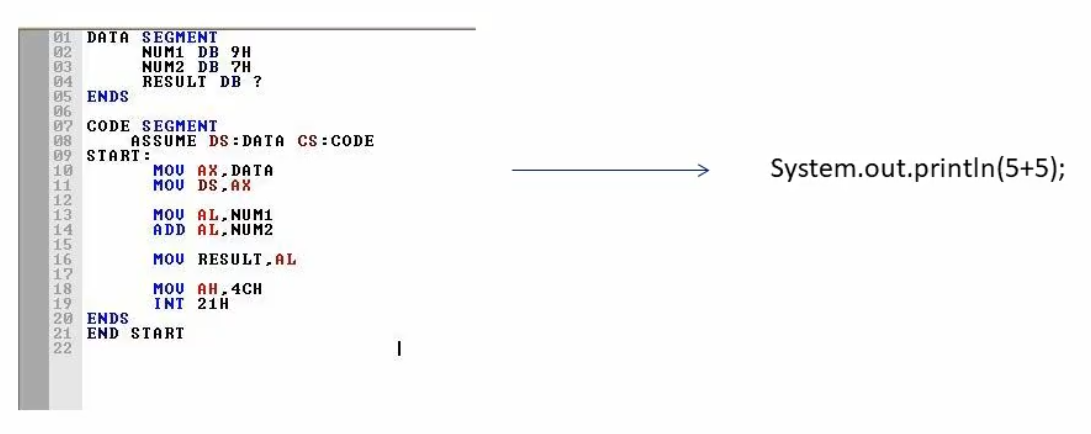 01 DATA SEGMENT
02 NUM1 DB 9H
03 NUM2 DB 7H
04 RESULT DB ?
05 ENDS
06
07 CODE SEGMENT
08 ASSUME DS:DATA CS:CODE
09 START:
10 MOV AX,DATA
11 MOV DS,AX
12
13 MOV AL,NUM1
14 ADD AL,NUM2
15
16 MOV RESULT,AL
17
18 MOV AH,4CH
19 INT 21H
20 ENDS
21 END START
22
System.out.println(5+5);